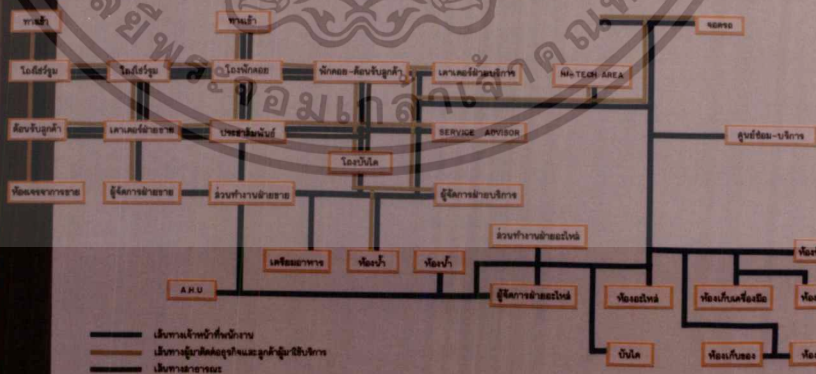 ทางเข้า
ทางเข้า
จอดรถ
โถงโชว์รูม
โถงโชว์รูม
โถงพักคอย
พักคอย-ต้อนรับลูกค้า
เคาเตอร์ฝ่ายบริการ
HI-TECH AREA
ต้อนรับลูกค้า
เคาเตอร์ฝ่ายขาย
ประชาสัมพันธ์
SERVICE ADVISOR
ศูนย์ซ่อม-บริการ
โถงบันได
ห้องเจรจาการขาย
ผู้จัดการฝ่ายขาย
ส่วนทำงานฝ่ายขาย
ผู้จัดการฝ่ายบริการ
ส่วนทำงานฝ่ายอะไหล่
เตรียมอาหาร
ห้องน้ำ
ห้องน้ำ
A.H.U
ผู้จัดการฝ่ายอะไหล่
ห้องอะไหล่
ห้องเก็บเครื่องมือ
บันได
ห้องเก็บของ
เส้นทางเจ้าหน้าที่พนักงาน
เส้นทางผู้มาติดต่อธุรกิจและลูกค้าผู้มาใช้บริการ
เส้นทางสาธารณะ